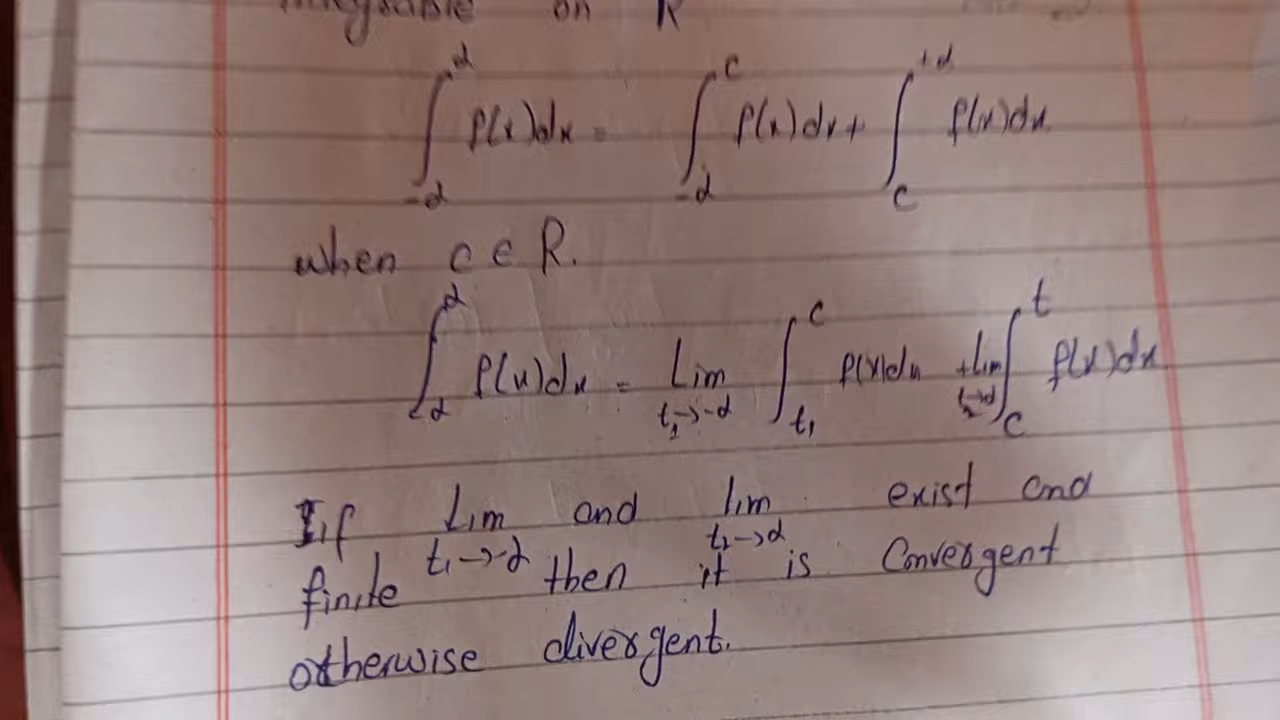 on R
∫_{-∞}^{∞} f(x)dx = ∫_{-∞}^{c} f(x)dx + ∫_{c}^{+∞} f(x)dx.
when c ∈ R.
∫_{-∞}^{∞} f(x)dx = Lim_{t₁→-∞} ∫_{t₁}^{c} f(x)dx + Lim_{t₂→∞} ∫_{c}^{t} f(x)dx
If Lim_{t₁→-∞} and lim_{t₂→∞} exist and
finite then it is Convergent
otherwise divergent.